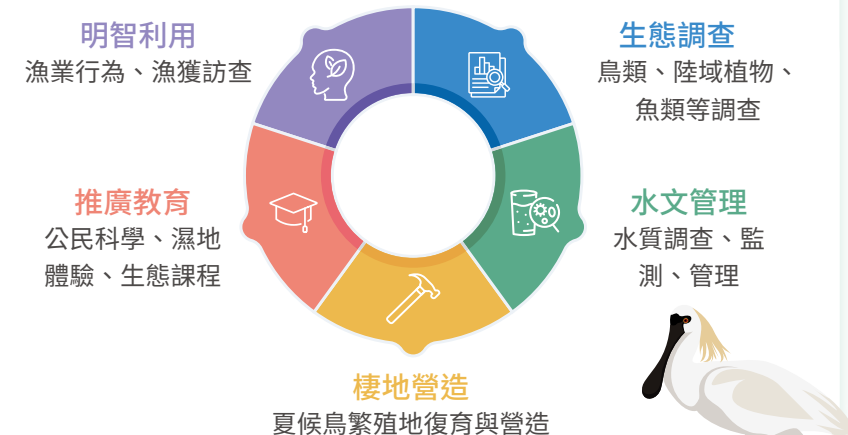 明智利用
漁業行為、漁獲訪查
生態調查
鳥類、陸域植物、
魚類等調查
推廣教育
公民科學、濕地
體驗、生態課程
水文管理
水質調查、監
測、管理
棲地營造
夏候鳥繁殖地復育與營造